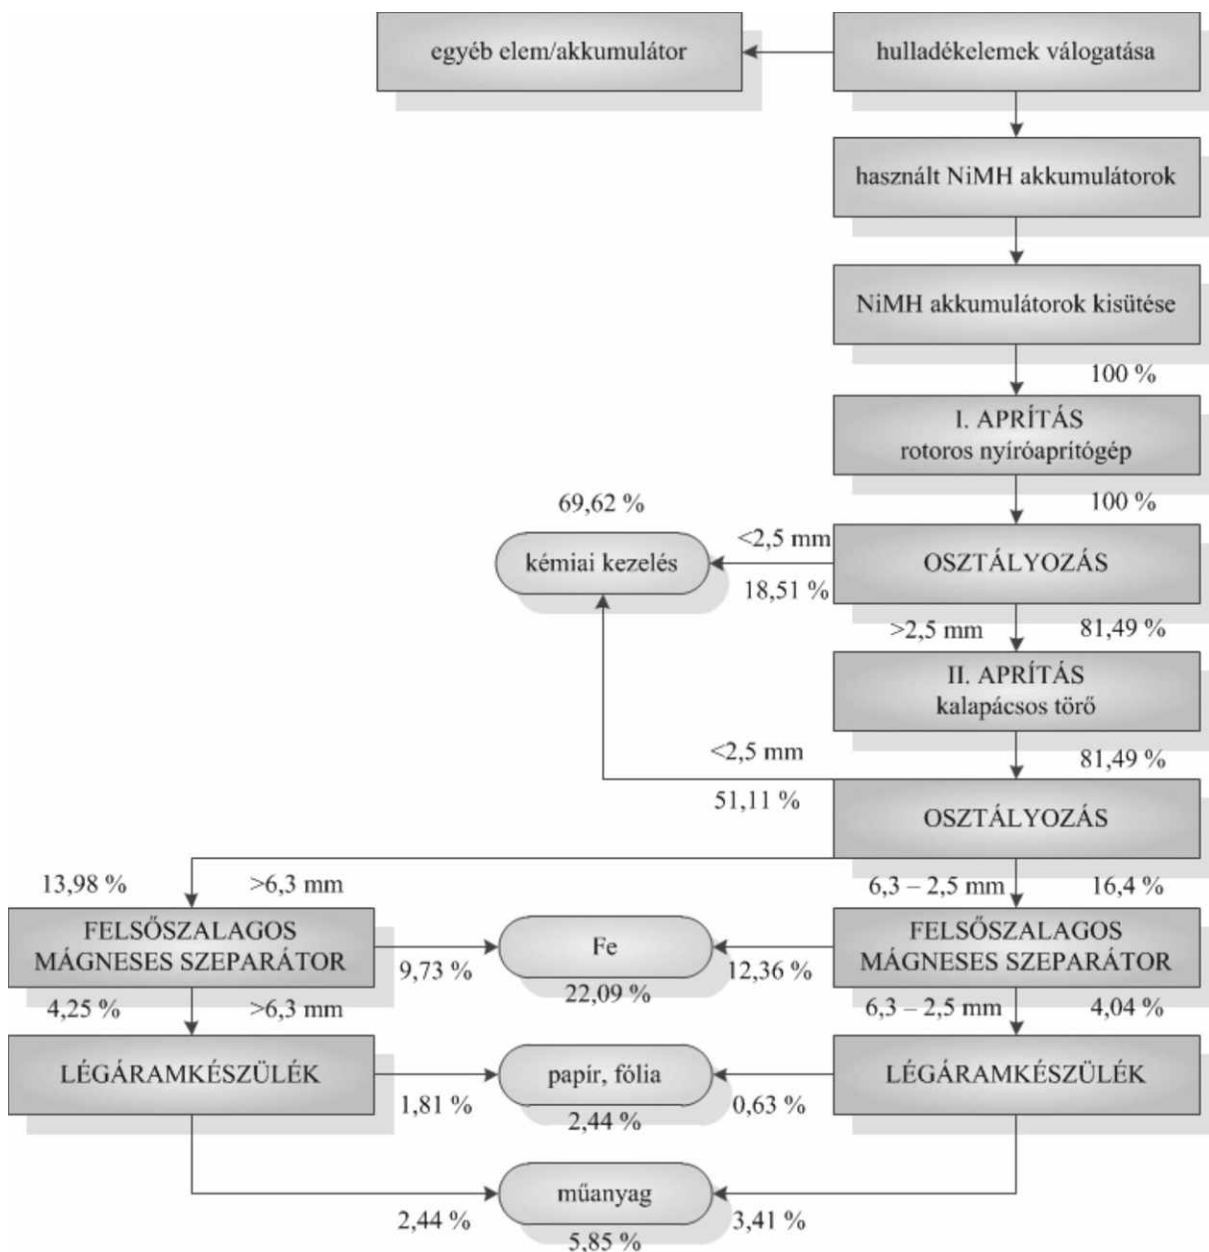 egyéb elem/akkumulátor
hulladékelemek válogatása
használt NiMH akkumulátorok
NiMH akkumulátorok kisütése
100 %
I. APRÍTÁS
rotoros nyíróaprítógép
100 %
69,62 %
<2,5 mm
kémiai kezelés
OSZTÁLYOZÁS
18,51 %
>2,5 mm
81,49 %
II. APRÍTÁS
kalapácsos törő
<2,5 mm
81,49 %
51,11 %
OSZTÁLYOZÁS
13,98 %
>6,3 mm
6,3 – 2,5 mm
16,4 %
FELSŐSZALAGOS
MÁGNESES SZEPARÁTOR
Fe
FELSŐSZALAGOS
MÁGNESES SZEPARÁTOR
9,73 %
22,09 %
12,36 %
4,25 %
>6,3 mm
6,3 – 2,5 mm
4,04 %
LÉGÁRAMKÉSZÜLÉK
papír, fólia
LÉGÁRAMKÉSZÜLÉK
1,81 %
2,44 %
0,63 %
műanyag
2,44 %
5,85 %
3,41 %